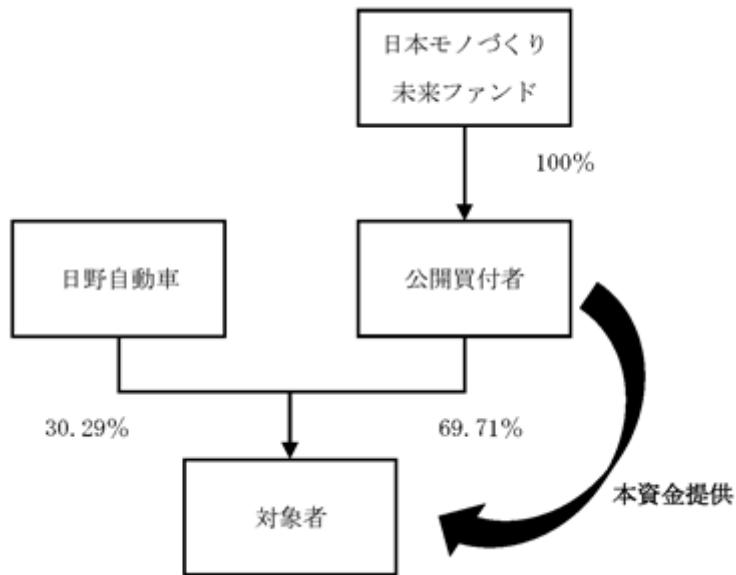 日本モノづくり
未来ファンド
100%
日野自動車
公開買付者
30.29%
69.71%
対象者
本資金提供